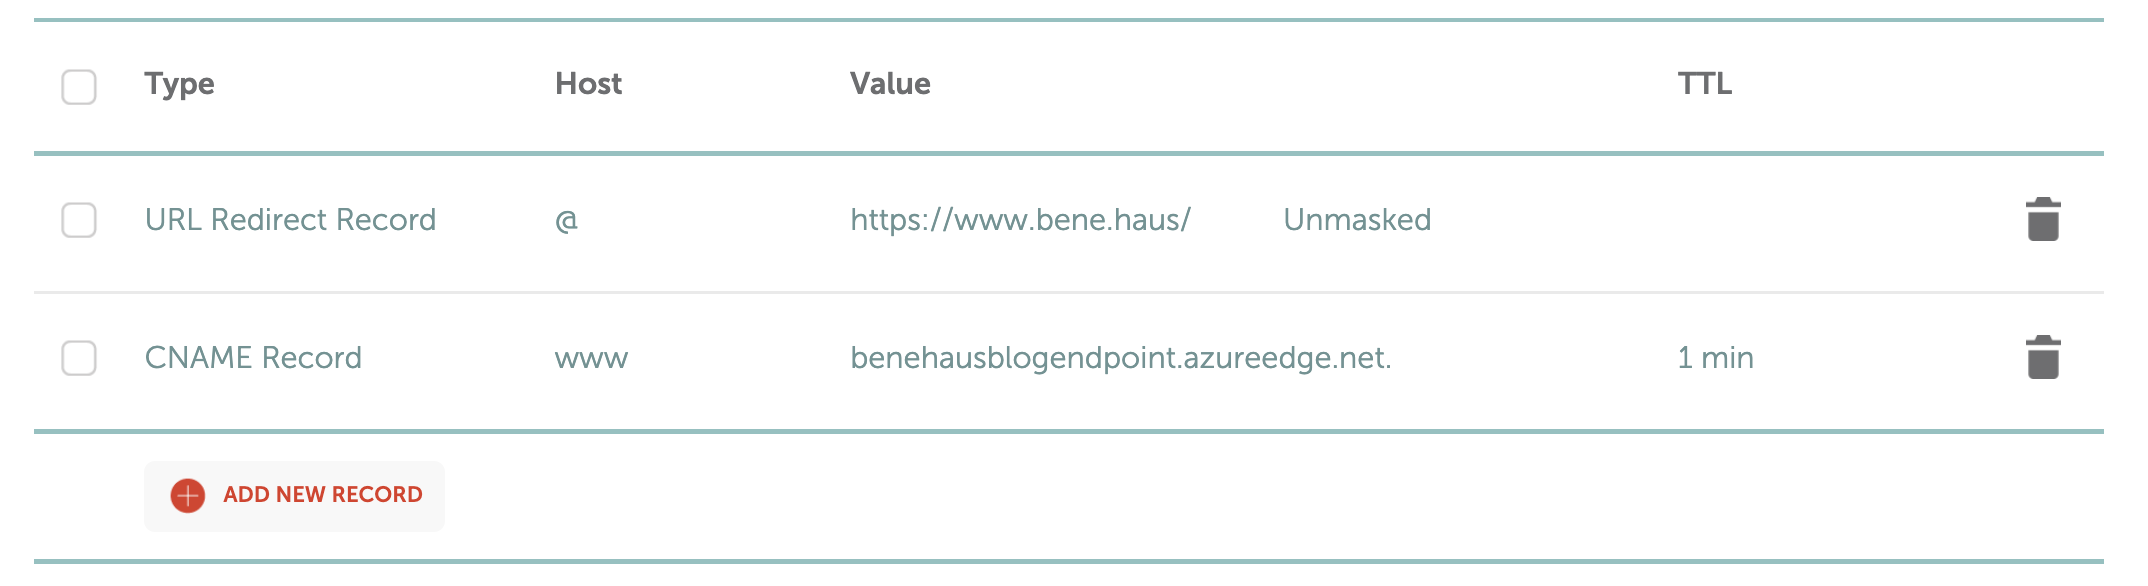 Type Host Value TTL
URL Redirect Record @ https://www.bene.haus/ Unmasked
CNAME Record www benehausblogendpoint.azureedge.net. 1 min
ADD NEW RECORD